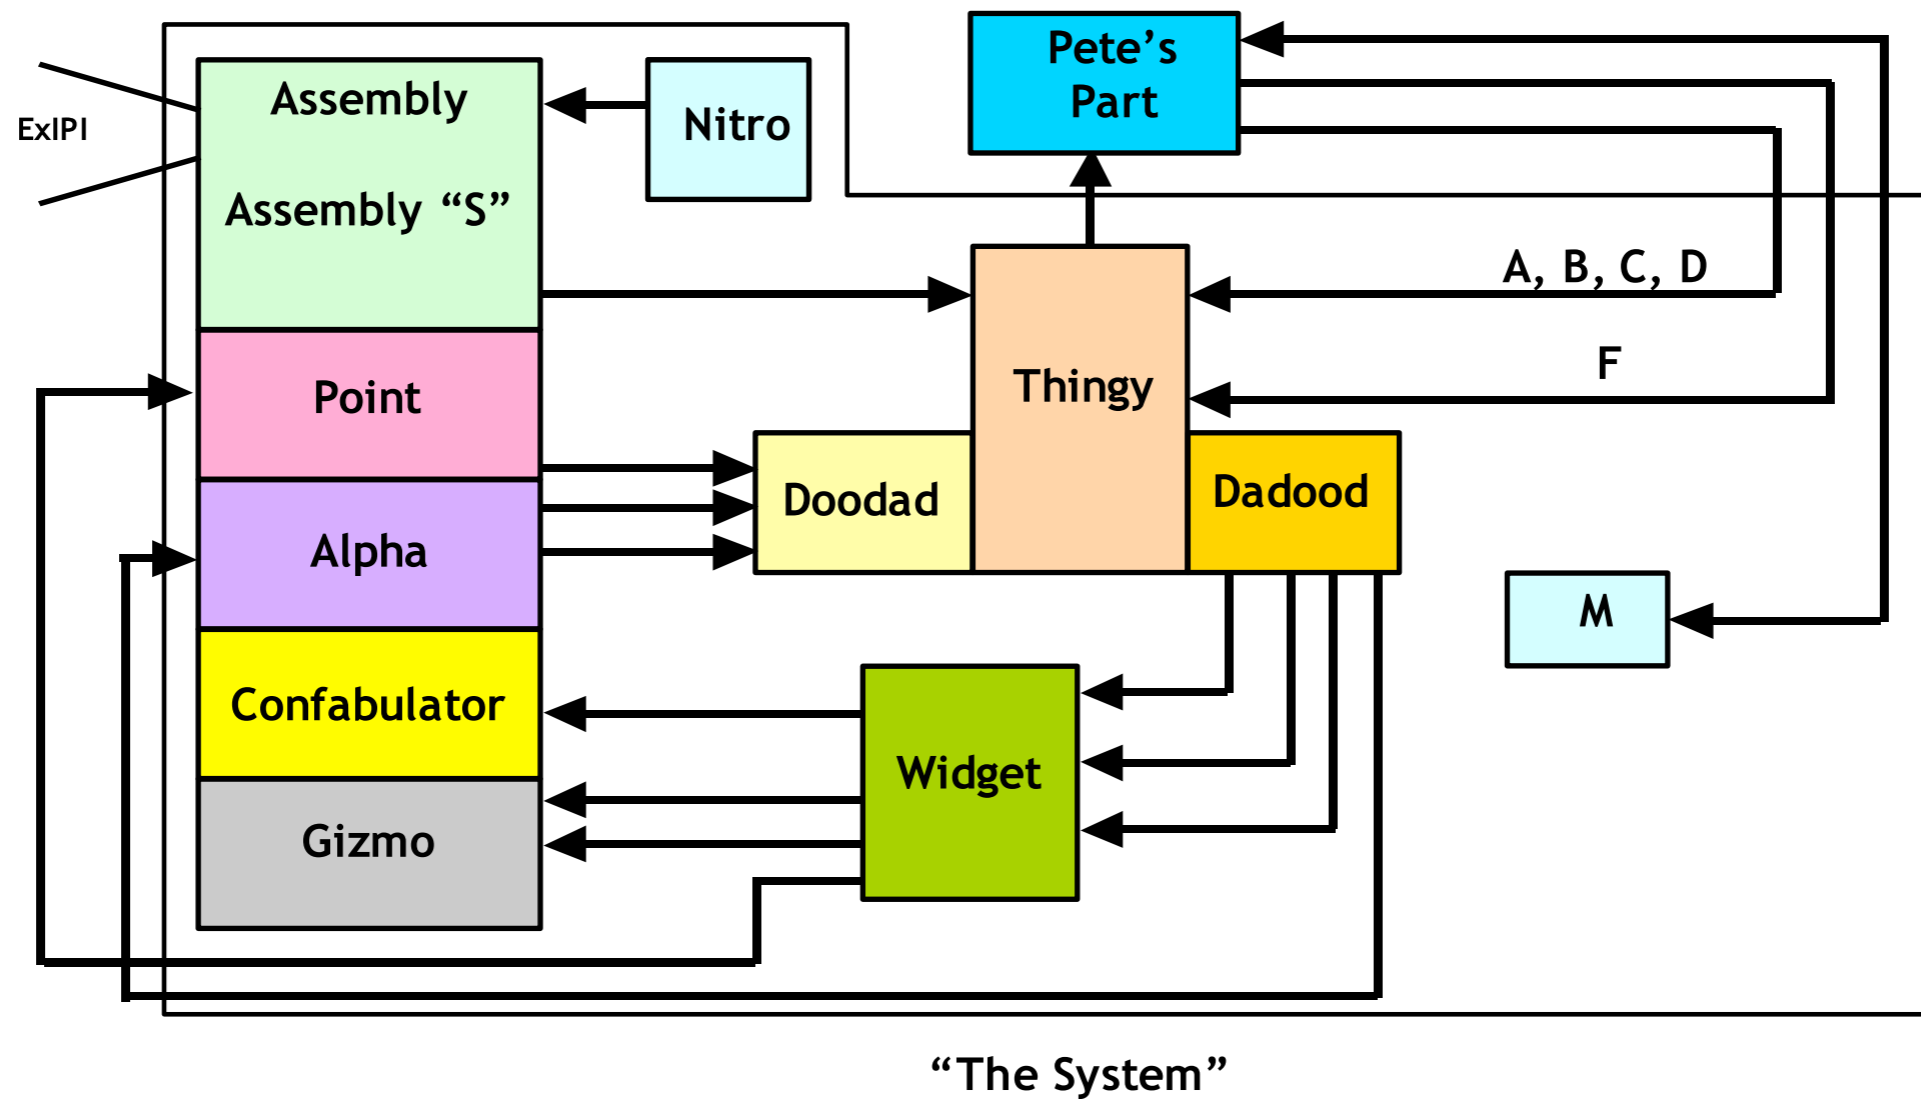 Pete’s
Part
Assembly
Nitro
ExIPI
Assembly “S”
A, B, C, D
F
Thingy
Point
Doodad
Dadood
Alpha
M
Confabulator
Widget
Gizmo
“The System”